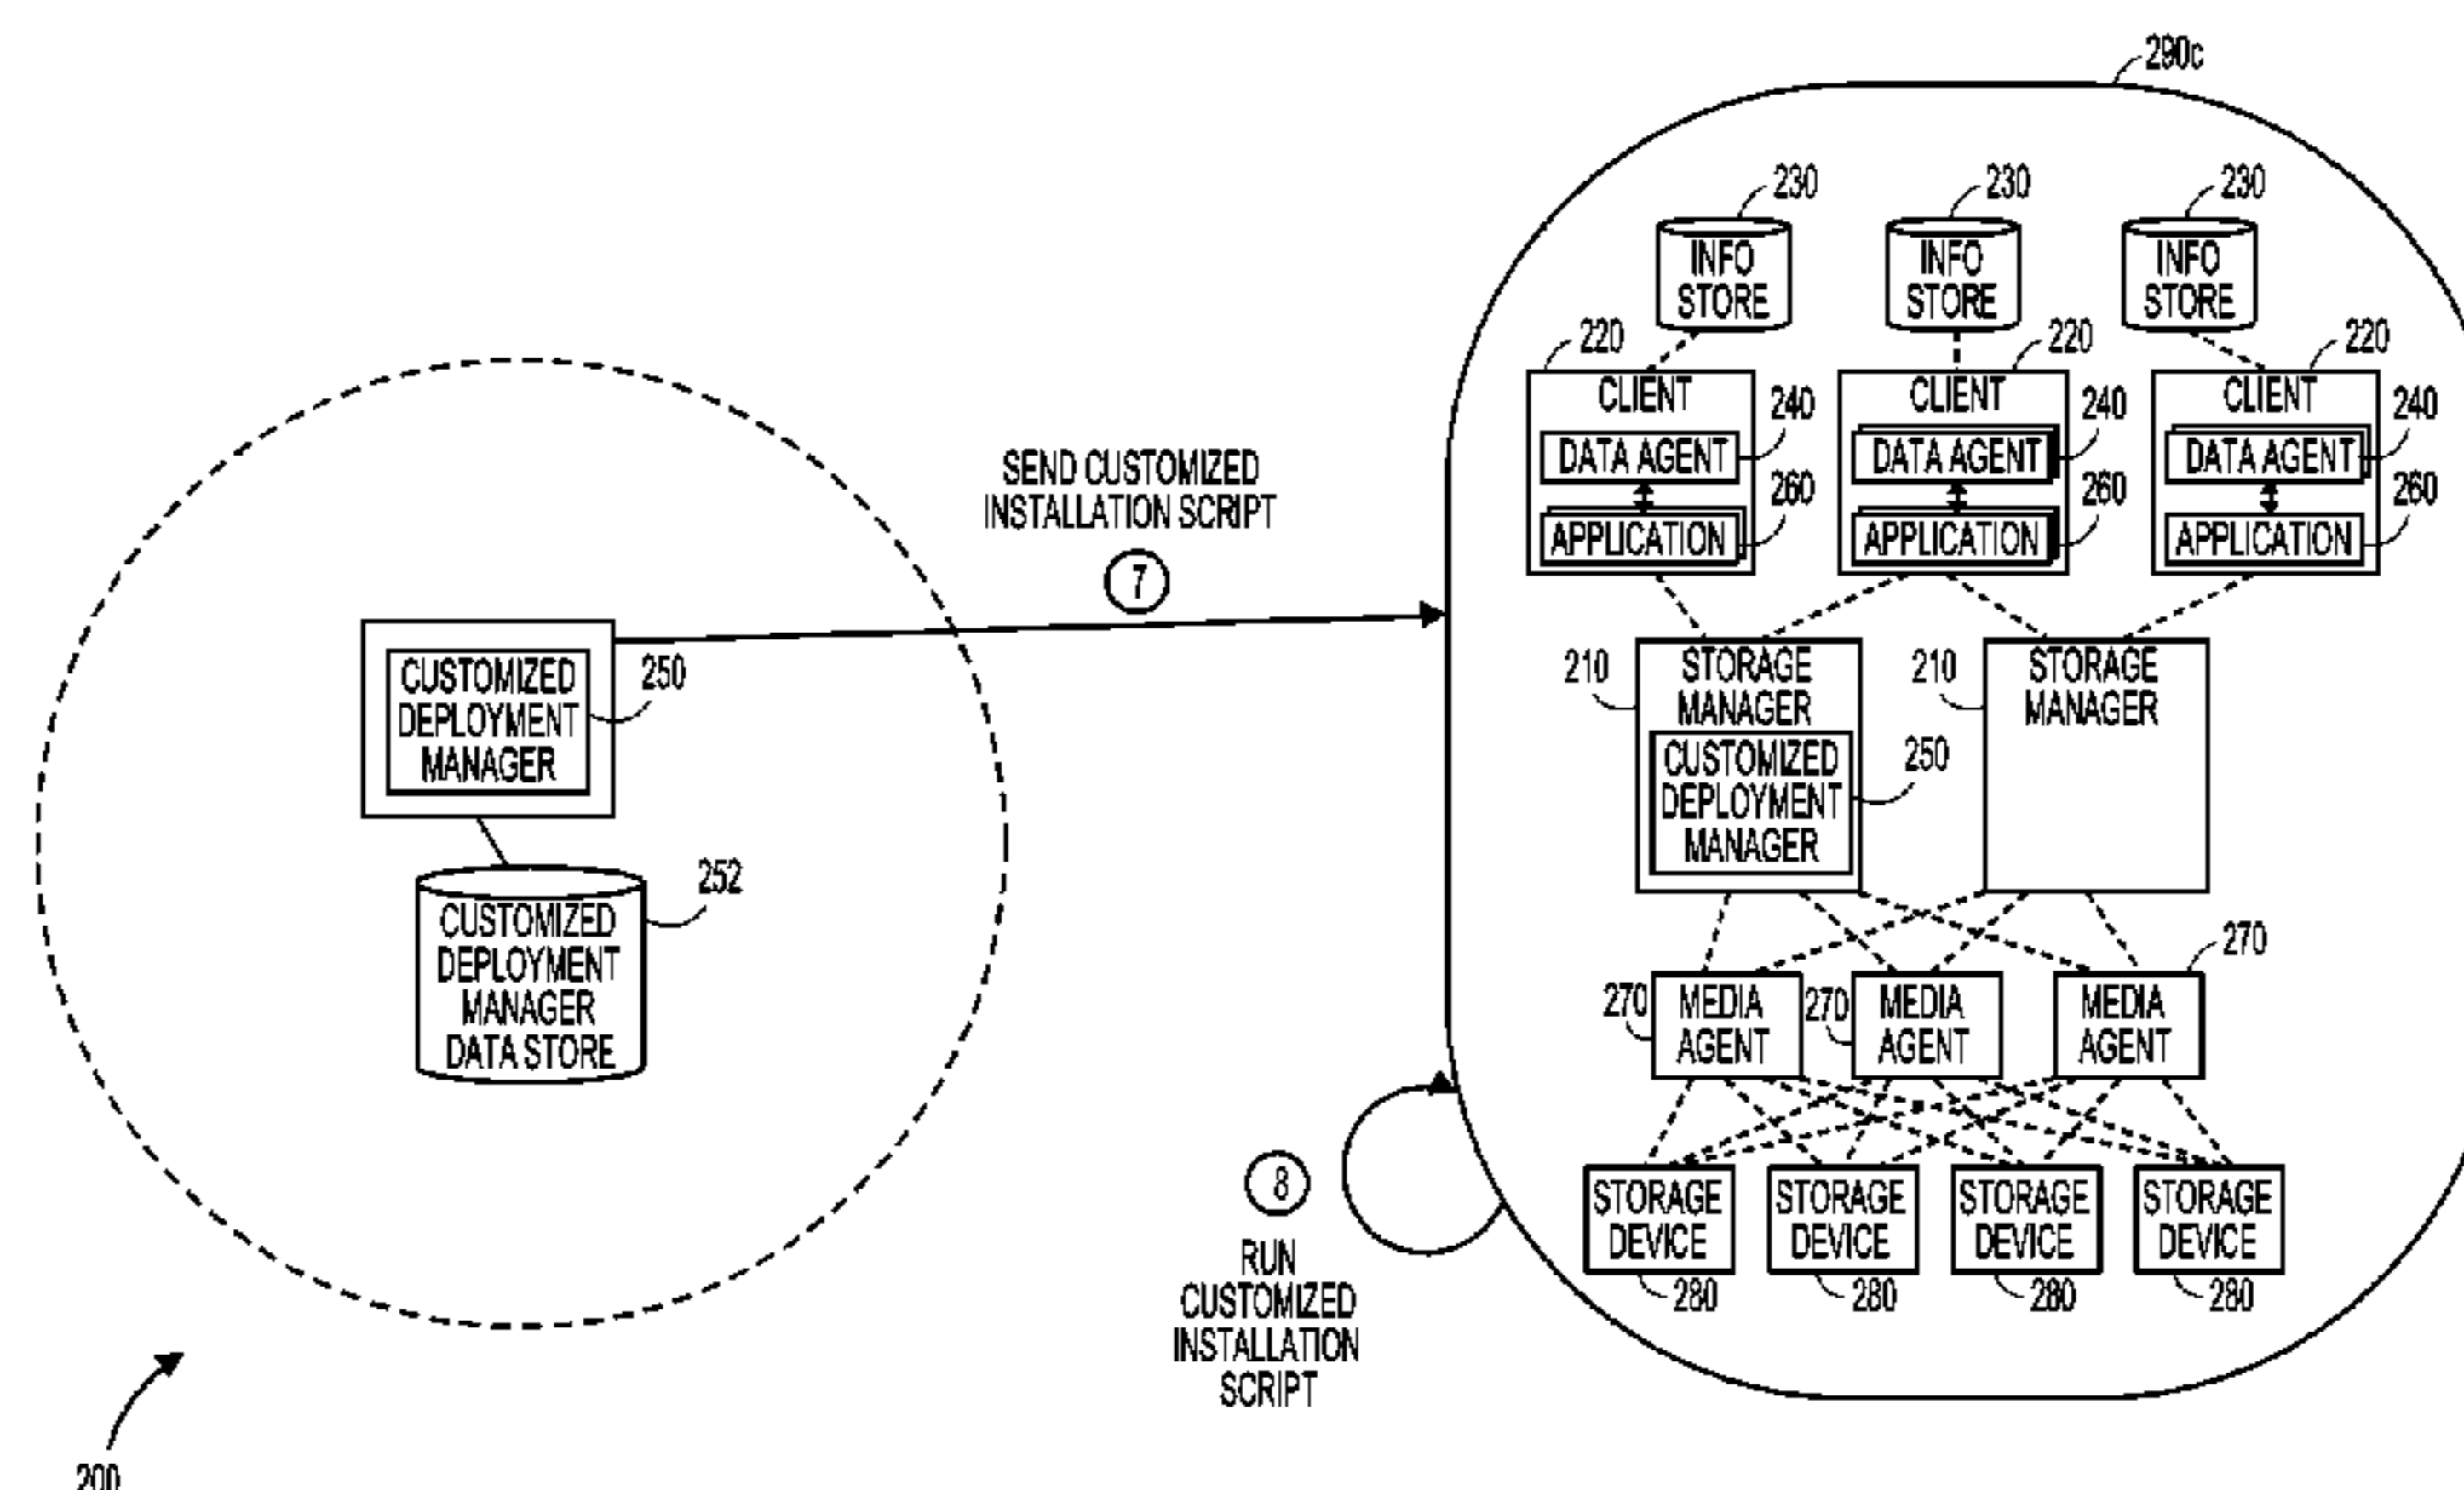 290c
230 230 230
INFO STORE INFO STORE INFO STORE
220 220 220
CLIENT CLIENT CLIENT
240 240 240
DATA AGENT DATA AGENT DATA AGENT
260 260 260
APPLICATION APPLICATION APPLICATION
SEND CUSTOMIZED
INSTALLATION SCRIPT
7
CUSTOMIZED
DEPLOYMENT
MANAGER
250
CUSTOMIZED
DEPLOYMENT
MANAGER
DATA STORE
252
210
STORAGE
MANAGER
CUSTOMIZED
DEPLOYMENT
MANAGER
250
210
STORAGE
MANAGER
270
MEDIA
AGENT
270
MEDIA
AGENT
270
MEDIA
AGENT
8
RUN
CUSTOMIZED
INSTALLATION
SCRIPT
STORAGE DEVICE STORAGE DEVICE STORAGE DEVICE STORAGE DEVICE
280 280 280 280
200